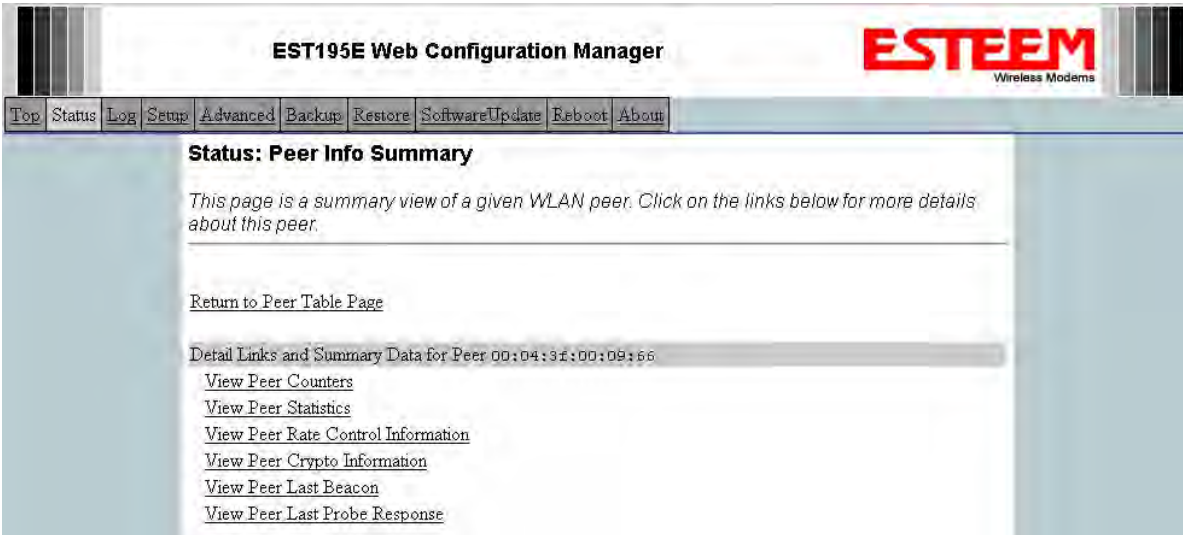 EST195E Web Configuration Manager
ESTEEM
Wireless Modems
Top Status Log Setup Advanced Backup Restore SoftwareUpdate Reboot About
Status: Peer Info Summary
This page is a summary view of a given WLAN peer. Click on the links below for more details
about this peer.
Return to Peer Table Page
Detail Links and Summary Data for Peer 00:04:3f:00:09:66
View Peer Counters
View Peer Statistics
View Peer Rate Control Information
View Peer Crypto Information
View Peer Last Beacon
View Peer Last Probe Response